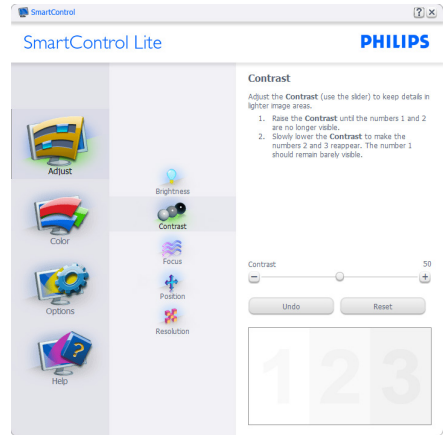 SmartControl
? ×
SmartControl Lite
PHILIPS
Adjust
Color
Options
Help
Brightness
Contrast
Focus
Position
Resolution
Contrast
Adjust the Contrast (use the slider) to keep details in
lighter image areas.
1. Raise the Contrast until the numbers 1 and 2
are no longer visible.
2. Slowly lower the Contrast to make the
numbers 2 and 3 reappear. The number 1
should remain barely visible.
Contrast 50
− +
Undo Reset
1 2 3